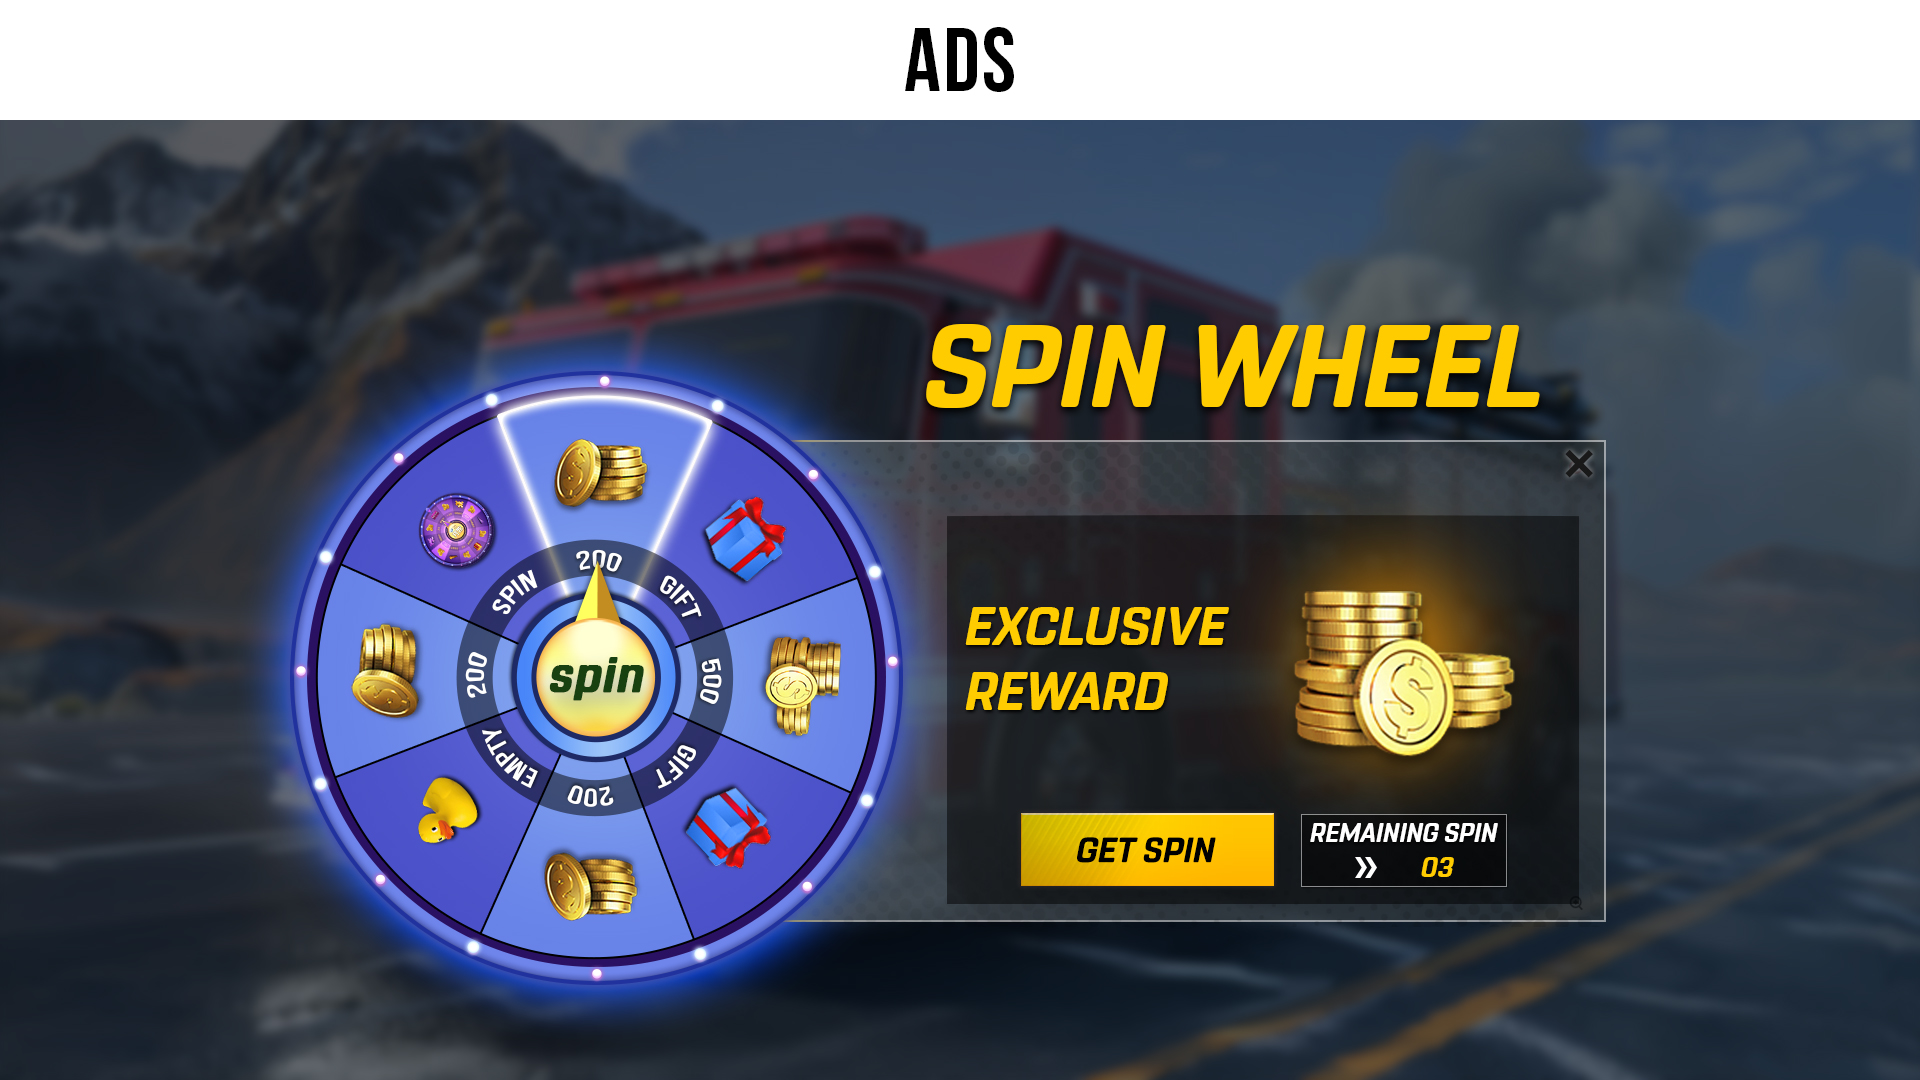 ADS
SPIN WHEEL
200
GIFT
500
GIFT
200
EMPTY
200
SPIN
spin
EXCLUSIVE
REWARD
GET SPIN
REMAINING SPIN
03